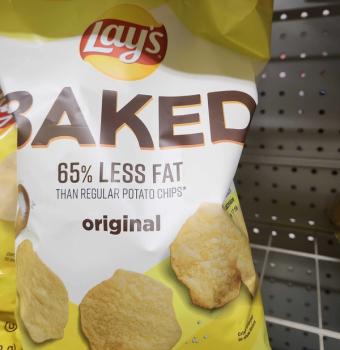 Lay's
BAKED
65% LESS FAT
THAN REGULAR POTATO CHIPS*
original